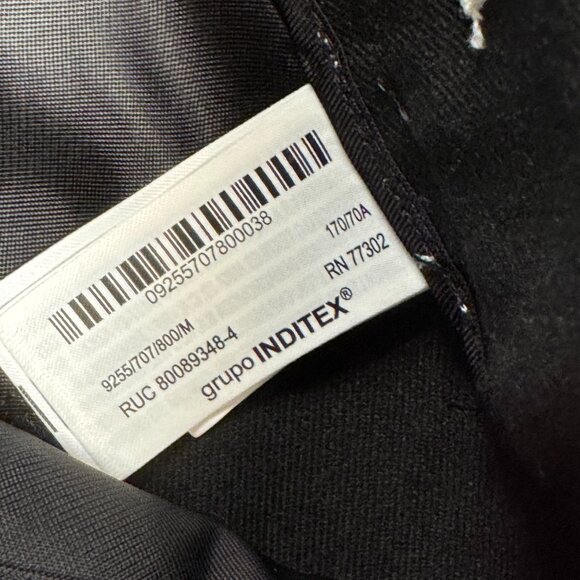 09255707800038
170/70A
9255/707/800/M
RN 77302
RUC 80089348-4
grupo INDITEX®